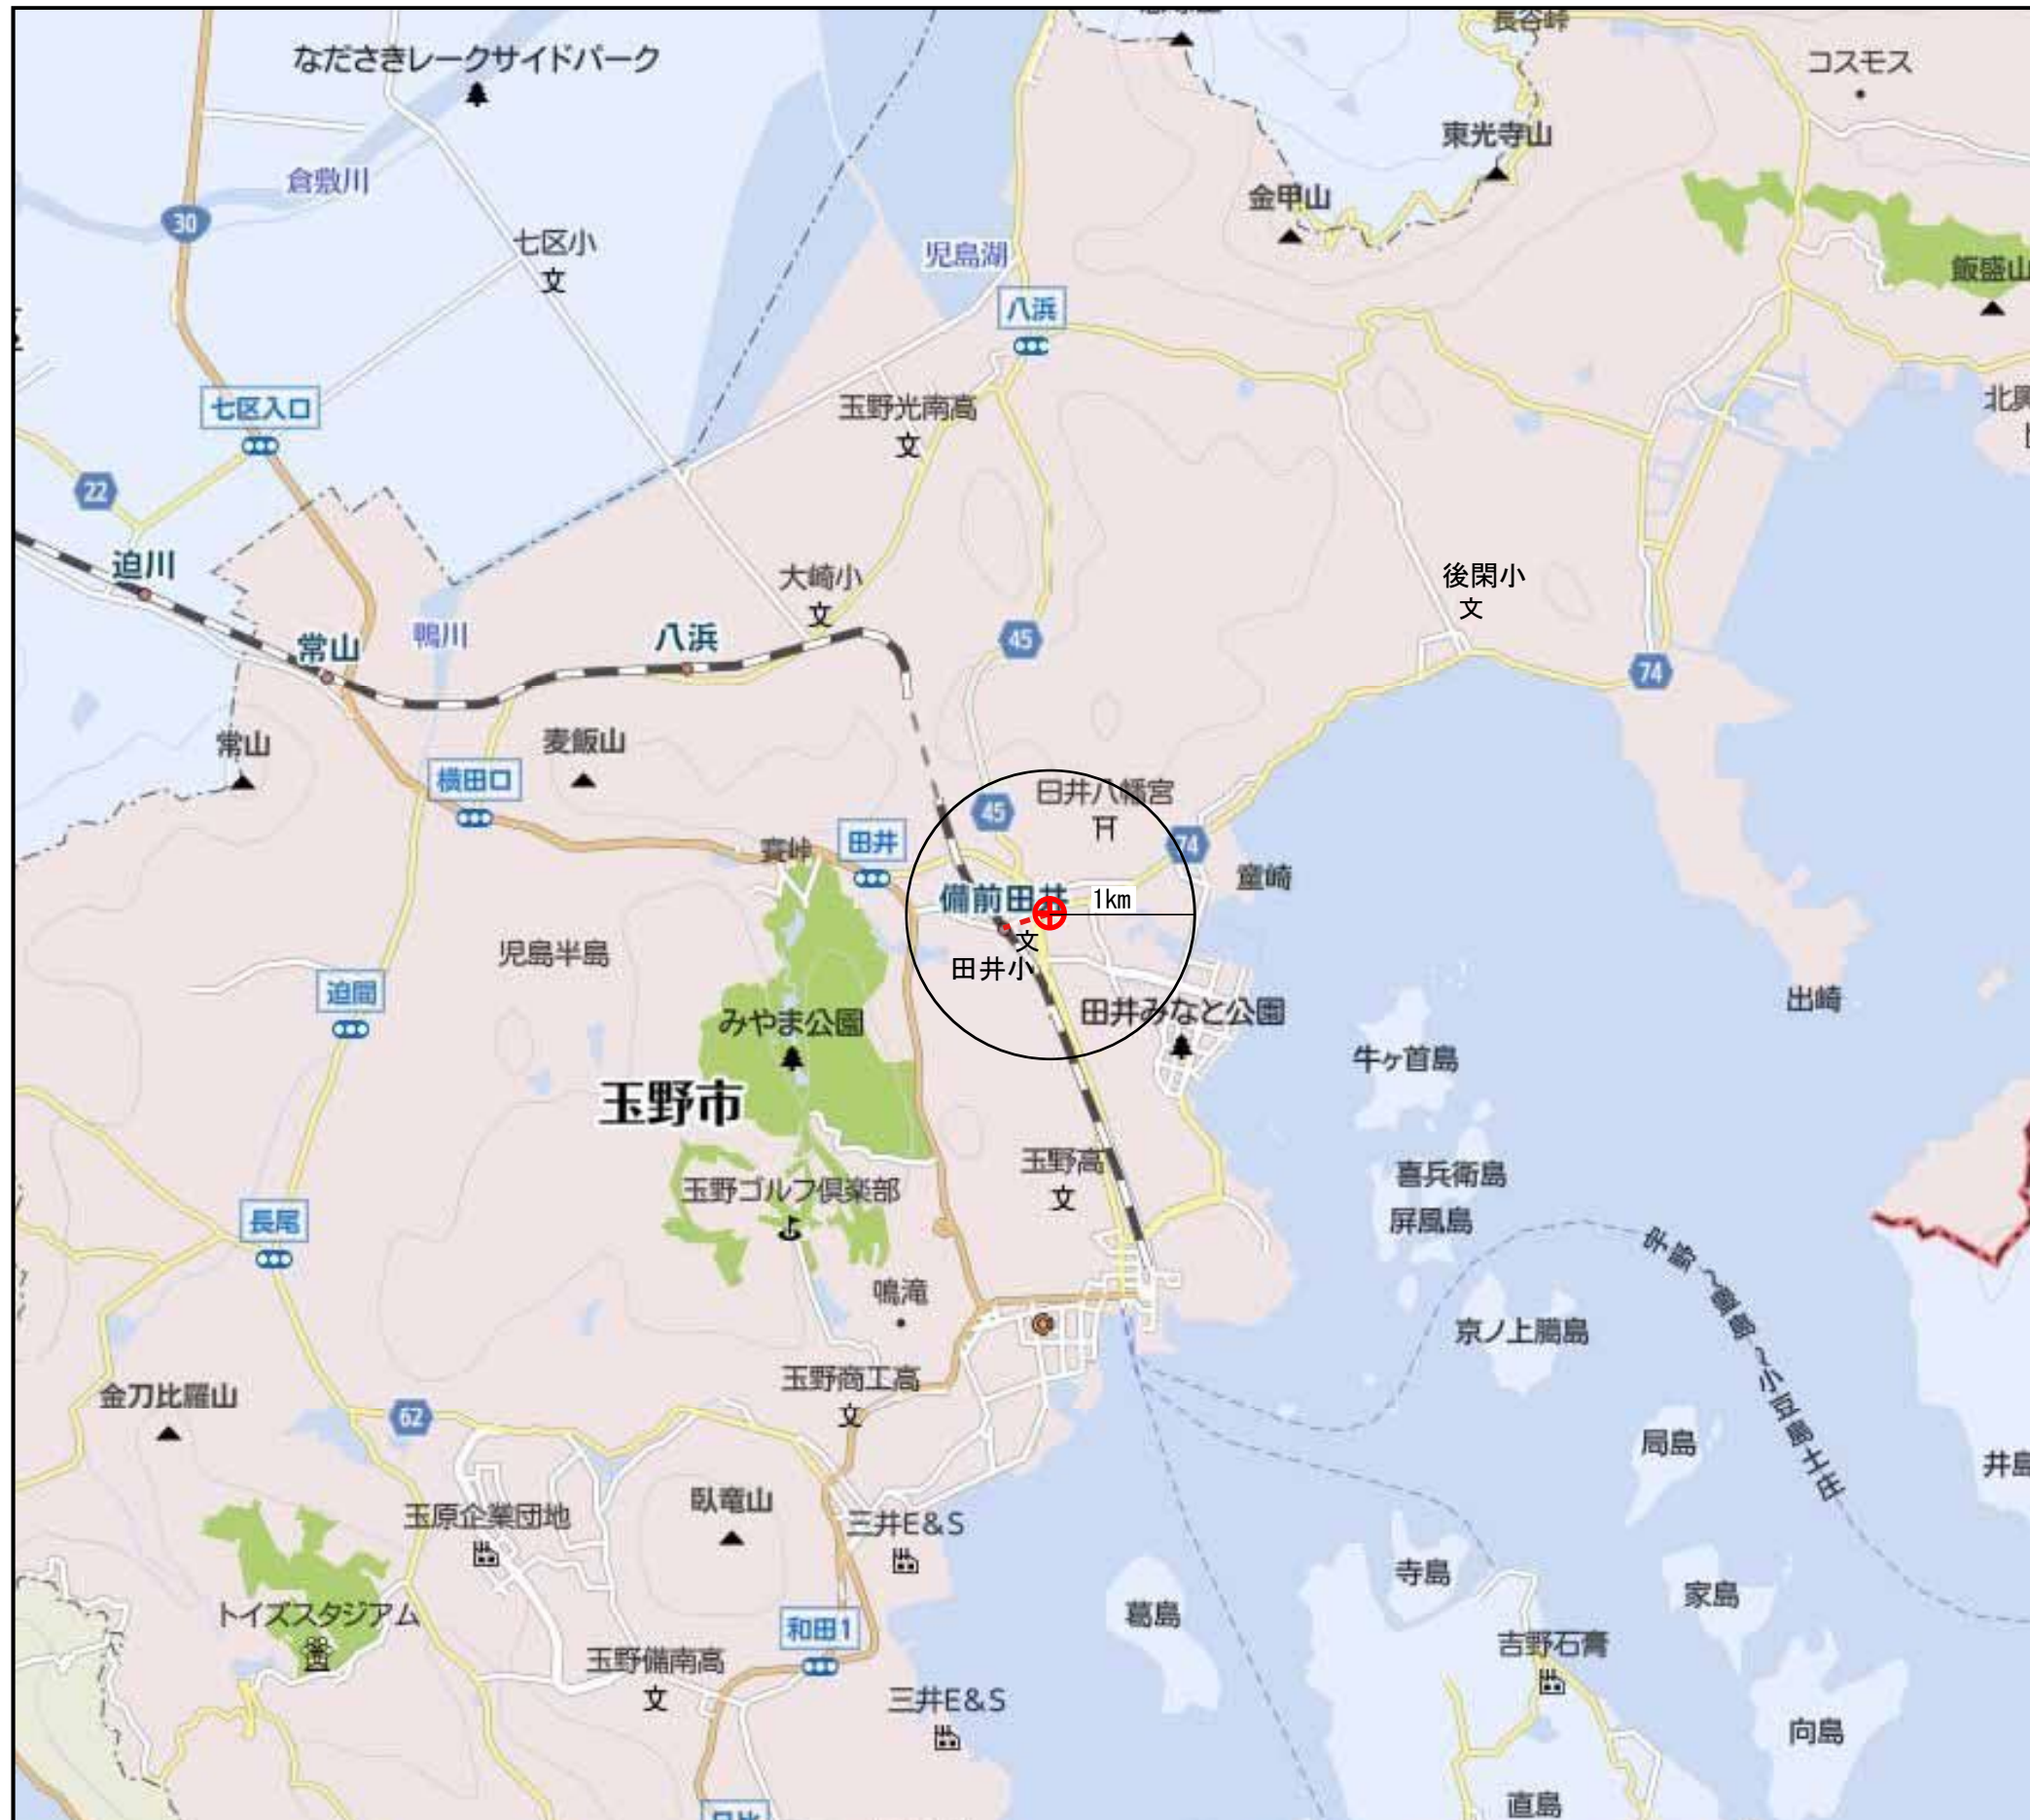 長谷峠
なださきレークサイドパーク
コスモス
東光寺山
倉敷川
金甲山
30
七区小
文
児島湖
飯盛山
八浜
七区入口
玉野光南高
文
22
迫川
大崎小
文
後閑小
文
常山
鴨川
八浜
45
74
常山
麦飯山
横田口
田井八幡宮
45
田井
74
童崎
備前田井
1km
文
田井小
児島半島
迫間
出崎
みやま公園
田井みなと公園
牛ヶ首島
玉野市
玉野高
文
喜兵衛島
玉野ゴルフ倶楽部
屏風島
長尾
宇野～豊島～小豆島土庄
鳴滝
京ノ上臈島
玉野商工高
文
金刀比羅山
62
局島
井島
臥竜山
玉原企業団地
三井E&S
寺島
家島
トイズスタジアム
葛島
和田1
吉野石膏
玉野備南高
文
三井E&S
向島
直島